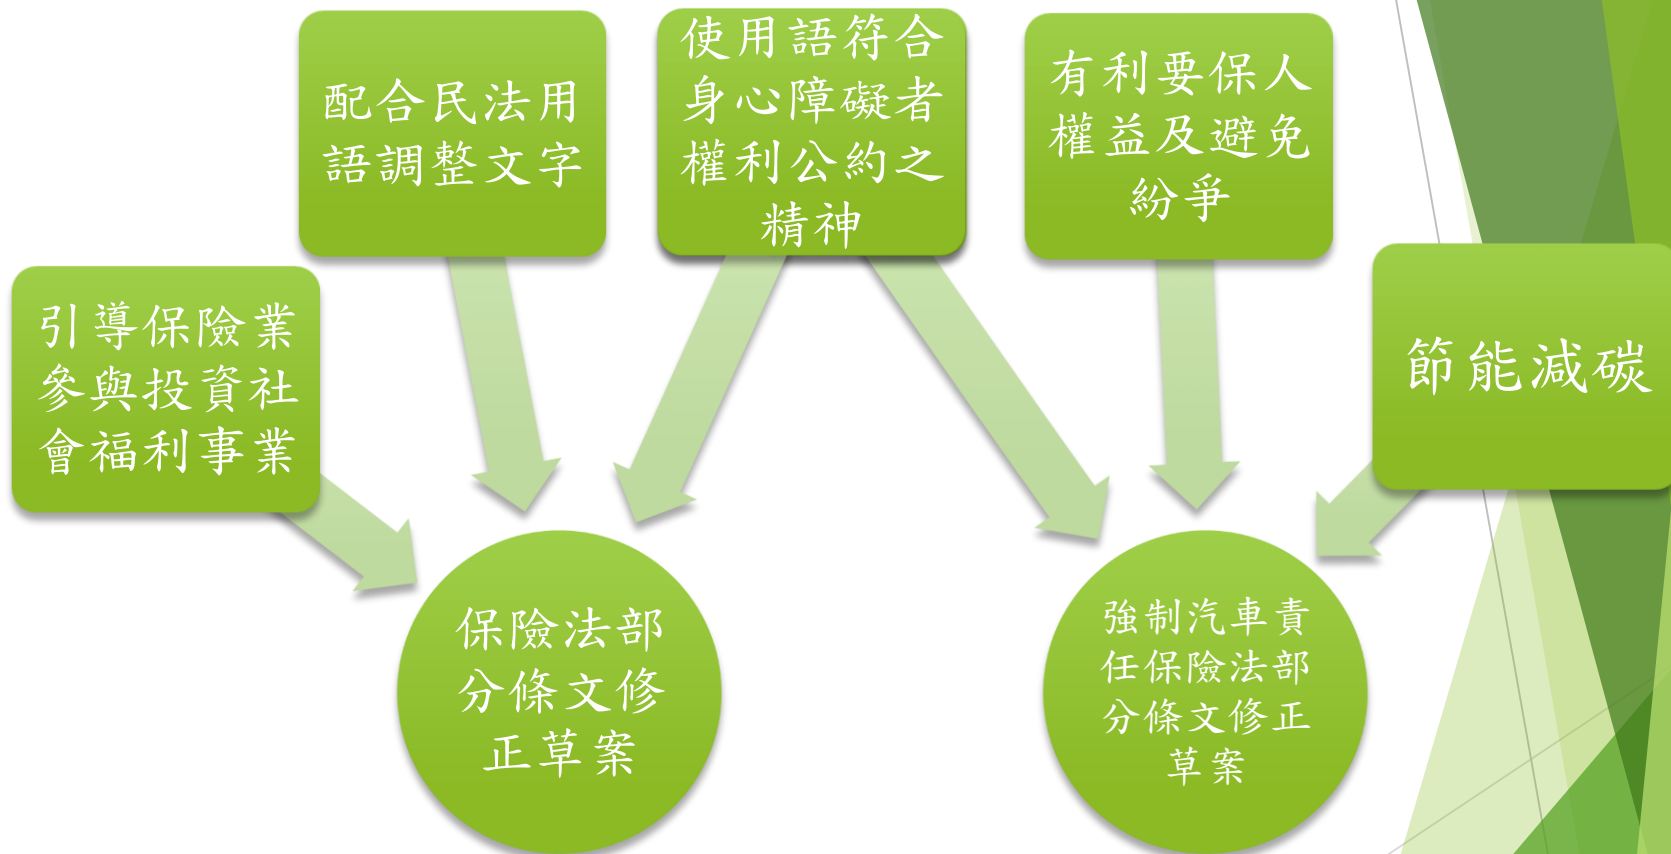 配合民法用
語調整文字
使用語符合
身心障礙者
權利公約之
精神
有利要保人
權益及避免
紛爭
引導保險業
參與投資社
會福利事業
節能減碳
保險法部
分條文修
正草案
強制汽車責
任保險法部
分條文修正
草案